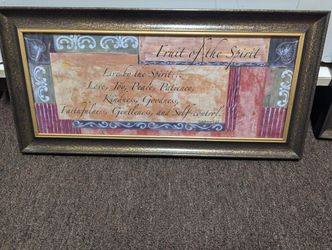 Fruit of the Spirit
Live by the Spirit...
Love, Joy, Peace, Patience,
Kindness, Goodness,
Faithfulness, Gentleness, and Self-control.